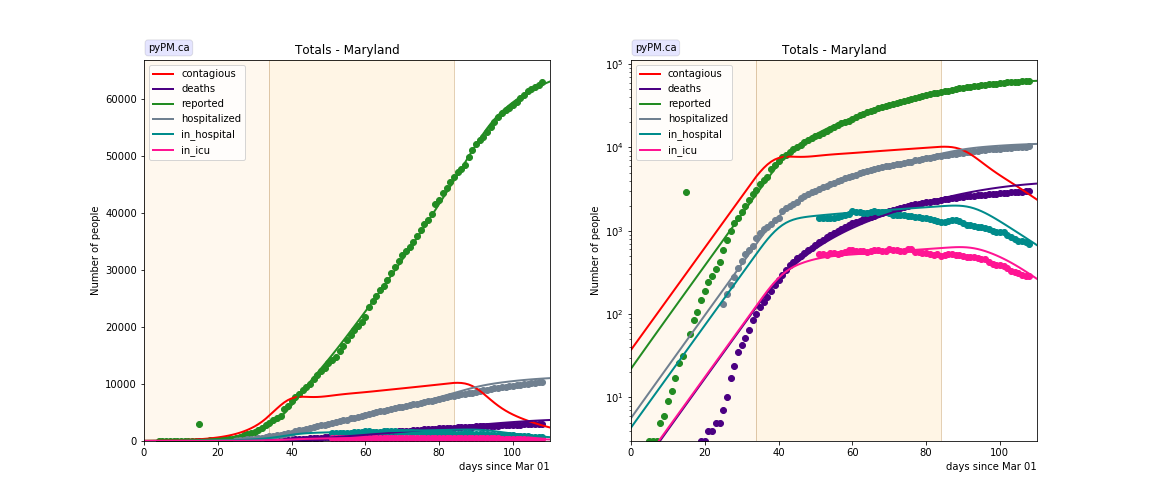 pyPM.ca
Totals - Maryland
Number of people
60000
50000
40000
30000
20000
10000
0
contagious
deaths
reported
hospitalized
in_hospital
in_icu
0 20 40 60 80 100
days since Mar 01
pyPM.ca
Totals - Maryland
Number of people
10^5
10^4
10^3
10^2
10^1
contagious
deaths
reported
hospitalized
in_hospital
in_icu
0 20 40 60 80 100
days since Mar 01